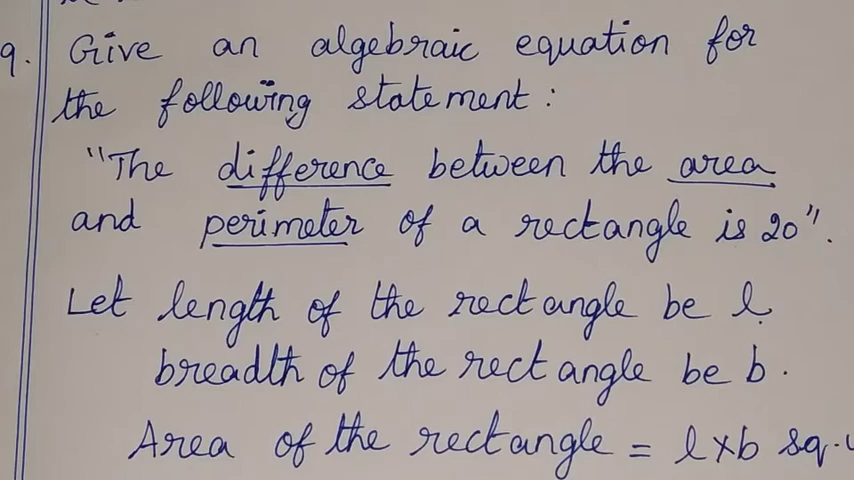 9. Give an algebraic equation for
the following statement :
"The difference between the area
and perimeter of a rectangle is 20".
Let length of the rectangle be l.
breadth of the rectangle be b.
Area of the rectangle = l×b sq.